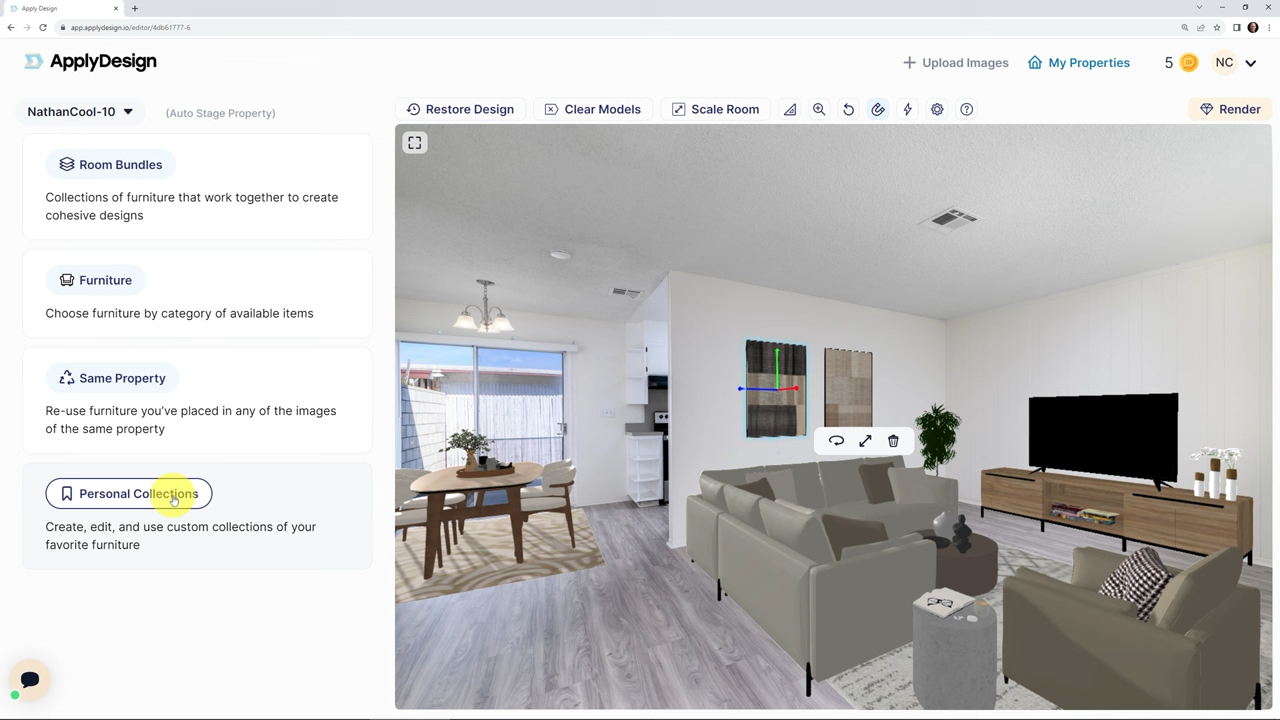 Apply Design
app.applydesign.io/editor/4db61777-6
ApplyDesign
Upload Images
My Properties
5
NC
NathanCool-10
(Auto Stage Property)
Restore Design
Clear Models
Scale Room
Render
Room Bundles
Collections of furniture that work together to create
cohesive designs
Furniture
Choose furniture by category of available items
Same Property
Re-use furniture you've placed in any of the images
of the same property
Personal Collections
Create, edit, and use custom collections of your
favorite furniture